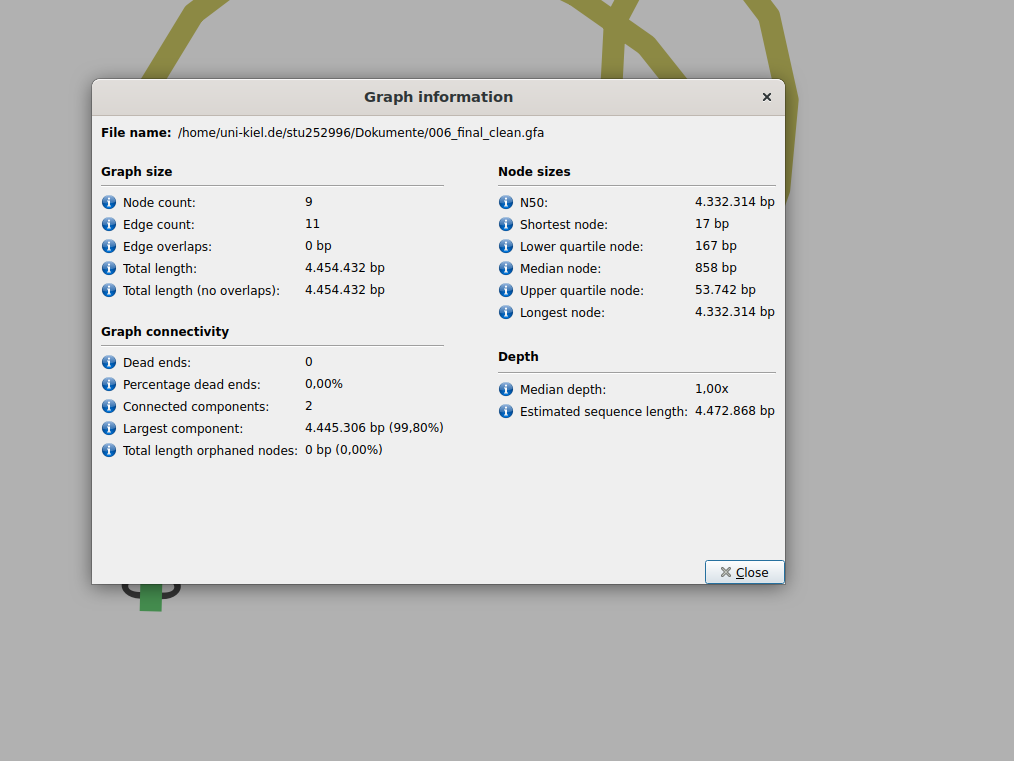 Graph information
File name: /home/uni-kiel.de/stu252996/Dokumente/006_final_clean.gfa
Graph size
Node count: 9
Edge count: 11
Edge overlaps: 0 bp
Total length: 4.454.432 bp
Total length (no overlaps): 4.454.432 bp
Graph connectivity
Dead ends: 0
Percentage dead ends: 0,00%
Connected components: 2
Largest component: 4.445.306 bp (99,80%)
Total length orphaned nodes: 0 bp (0,00%)
Node sizes
N50: 4.332.314 bp
Shortest node: 17 bp
Lower quartile node: 167 bp
Median node: 858 bp
Upper quartile node: 53.742 bp
Longest node: 4.332.314 bp
Depth
Median depth: 1,00x
Estimated sequence length: 4.472.868 bp
Close